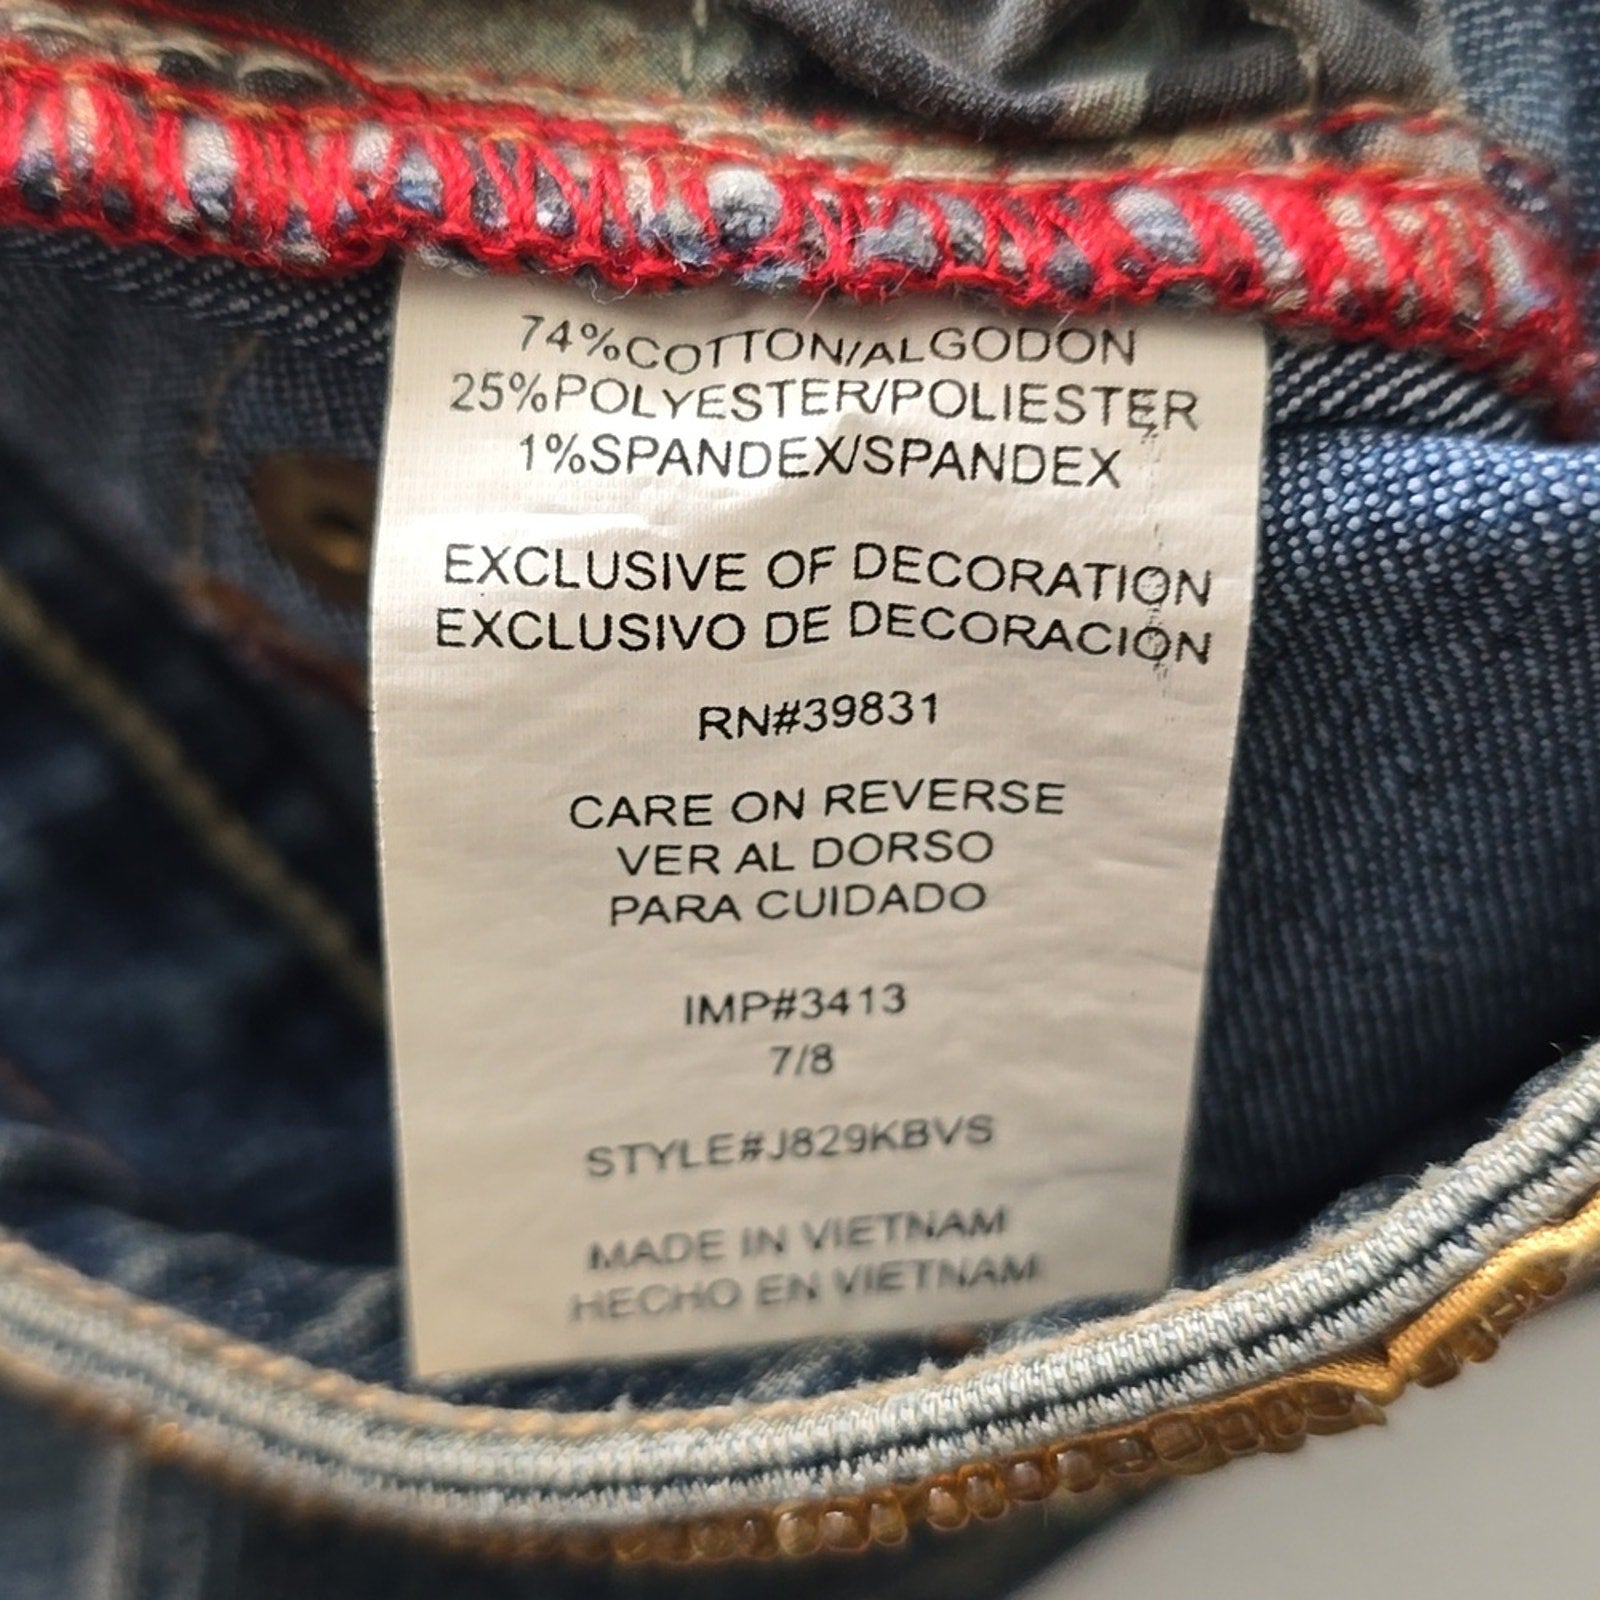 74%COTTON/ALGODON
25%POLYESTER/POLIESTER
1%SPANDEX/SPANDEX
EXCLUSIVE OF DECORATION
EXCLUSIVO DE DECORACION
RN#39831
CARE ON REVERSE
VER AL DORSO
PARA CUIDADO
IMP#3413
7/8
STYLE#J829KBVS
MADE IN VIETNAM
HECHO EN VIETNAM